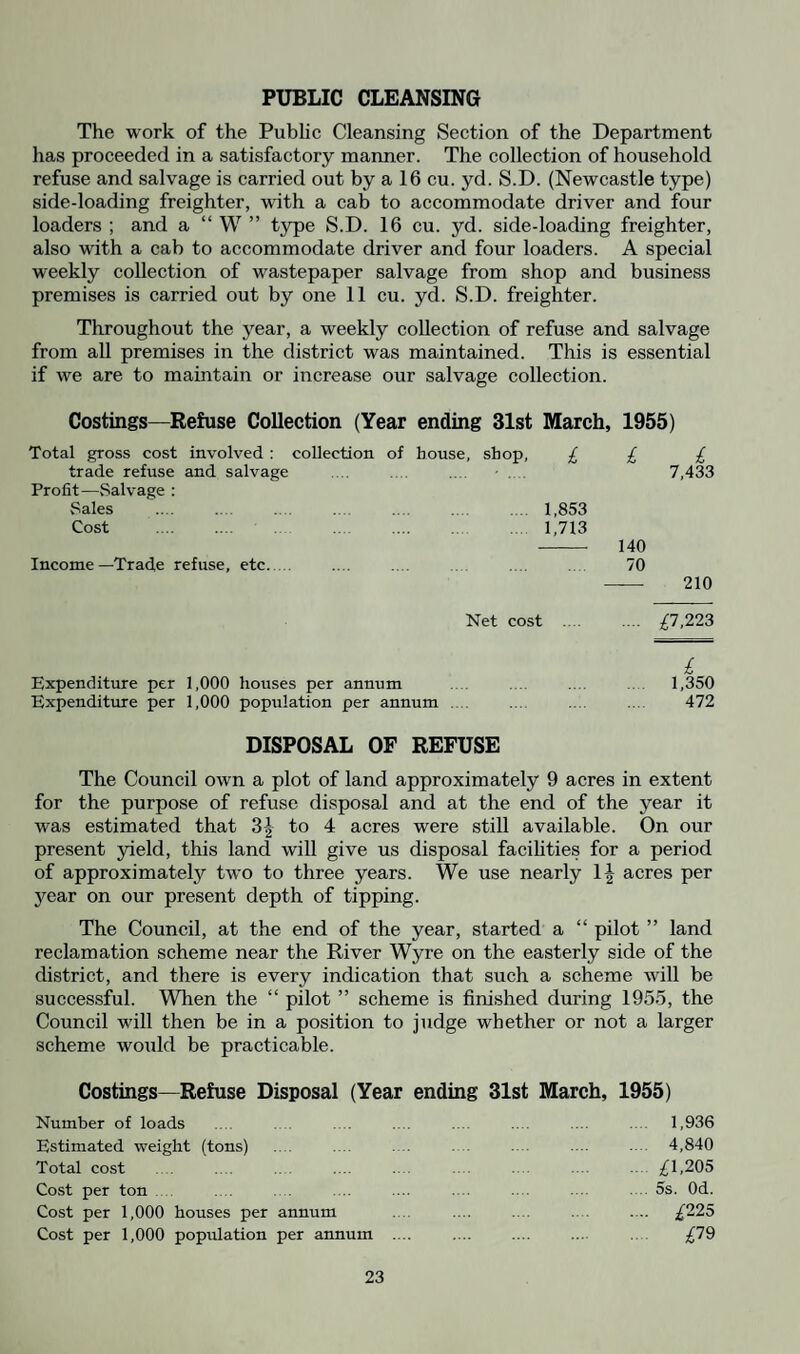 PUBLIC CLEANSING
The work of the Public Cleansing Section of the Department
has proceeded in a satisfactory manner. The collection of household
refuse and salvage is carried out by a 16 cu. yd. S.D. (Newcastle type)
side-loading freighter, with a cab to accommodate driver and four
loaders ; and a “ W ” type S.D. 16 cu. yd. side-loading freighter,
also with a cab to accommodate driver and four loaders. A special
weekly collection of wastepaper salvage from shop and business
premises is carried out by one 11 cu. yd. S.D. freighter.
Throughout the year, a weekly collection of refuse and salvage
from all premises in the district was maintained. This is essential
if we are to maintain or increase our salvage collection.
Costings—Refuse Collection (Year ending 31st March, 1955)
Total gross cost involved : collection of house, shop, £ £ £
trade refuse and salvage .... .... .... .... 7,433
Profit—Salvage :
Sales .... .... .... .... .... .... .... 1,853
Cost .... .... .... .... .... .... .... 1,713
140
Income—Trade refuse, etc..... .... .... .... .... .... 70
210
Net cost .... .... £7,223
£
Expenditure per 1,000 houses per annum .... .... .... .... 1,350
Expenditure per 1,000 population per annum .... .... .... .... 472
DISPOSAL OF REFUSE
The Council own a plot of land approximately 9 acres in extent
for the purpose of refuse disposal and at the end of the year it
was estimated that 3½ to 4 acres were still available. On our
present yield, this land will give us disposal facilities for a period
of approximately two to three years. We use nearly 1½ acres per
year on our present depth of tipping.
The Council, at the end of the year, started a “ pilot ” land
reclamation scheme near the River Wyre on the easterly side of the
district, and there is every indication that such a scheme will be
successful. When the “ pilot ” scheme is finished during 1955, the
Council will then be in a position to judge whether or not a larger
scheme would be practicable.
Costings—Refuse Disposal (Year ending 31st March, 1955)
Number of loads .... .... .... .... .... .... .... .... 1,936
Estimated weight (tons) .... .... .... .... .... .... .... 4,840
Total cost .... .... .... .... .... .... .... .... .... £1,205
Cost per ton .... .... .... .... .... .... .... .... .... 5s. 0d.
Cost per 1,000 houses per annum .... .... .... .... .... £225
Cost per 1,000 population per annum .... .... .... .... .... £79
23